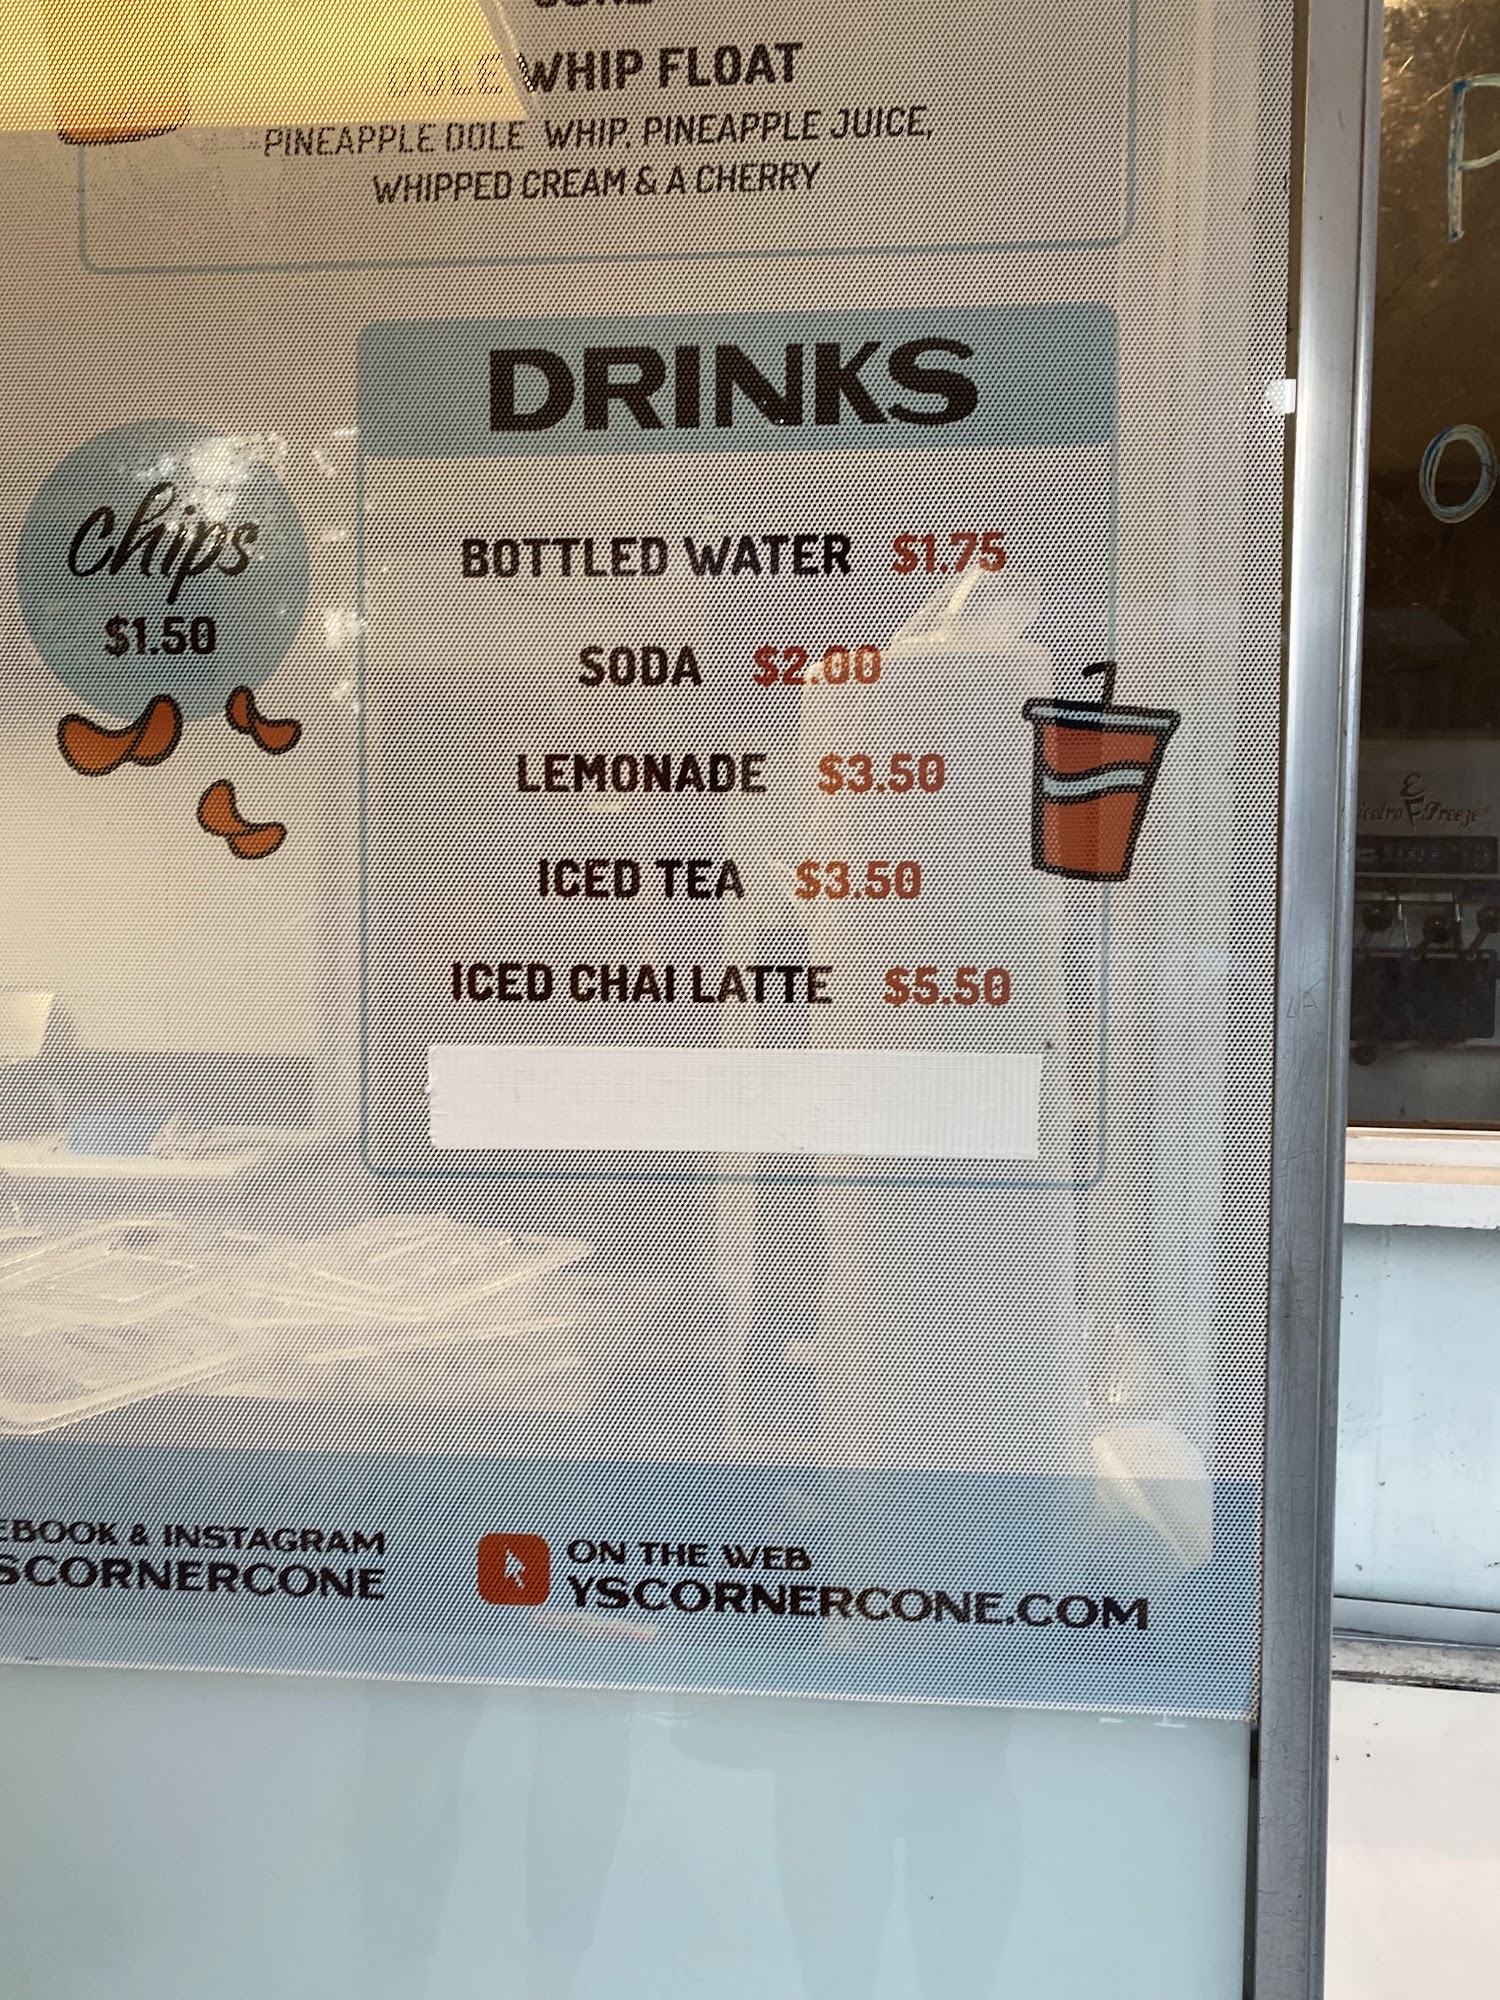 DOLE WHIP FLOAT
PINEAPPLE DOLE WHIP, PINEAPPLE JUICE,
WHIPPED CREAM & A CHERRY
DRINKS
BOTTLED WATER $1.75
SODA $2.00
LEMONADE $3.50
ICED TEA $3.50
ICED CHAI LATTE $5.50
chips
$1.50
EBOOK & INSTAGRAM
SCORNERCONE
ON THE WEB
YSCORNERCONE.COM
P
O
Freeze